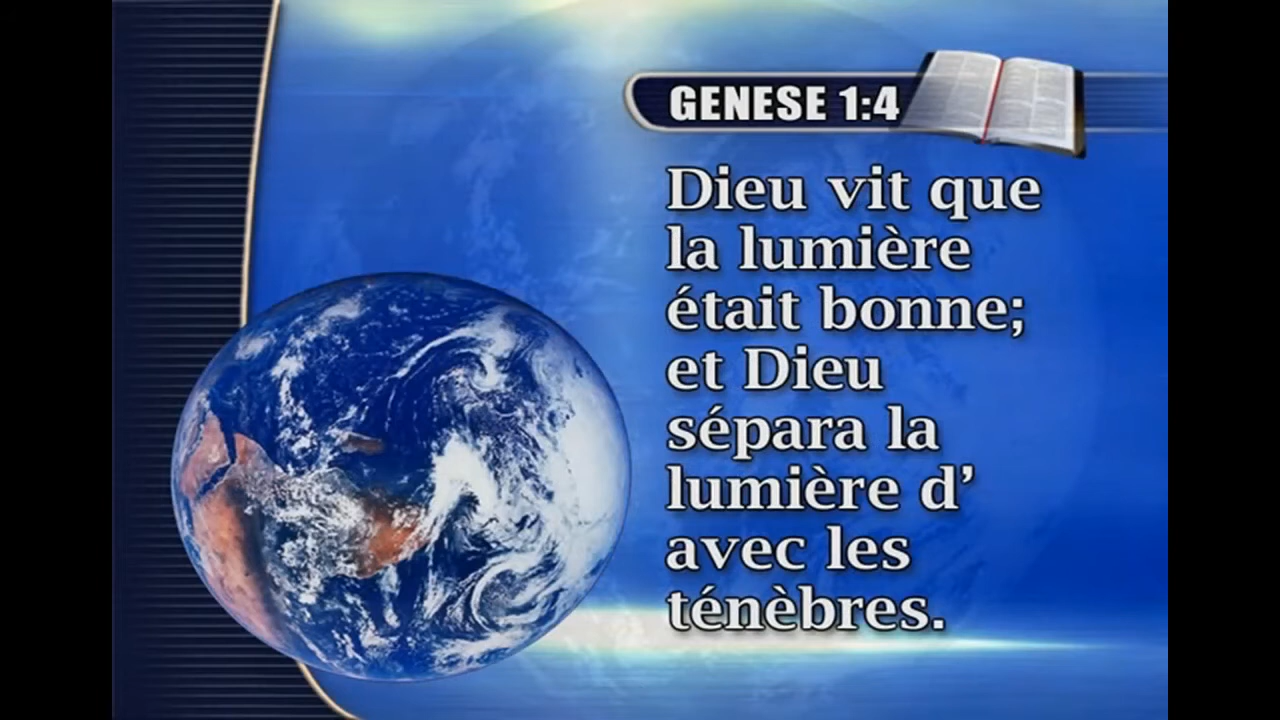 GENESE 1:4
Dieu vit que
la lumière
était bonne;
et Dieu
sépara la
lumière d’
avec les
ténèbres.